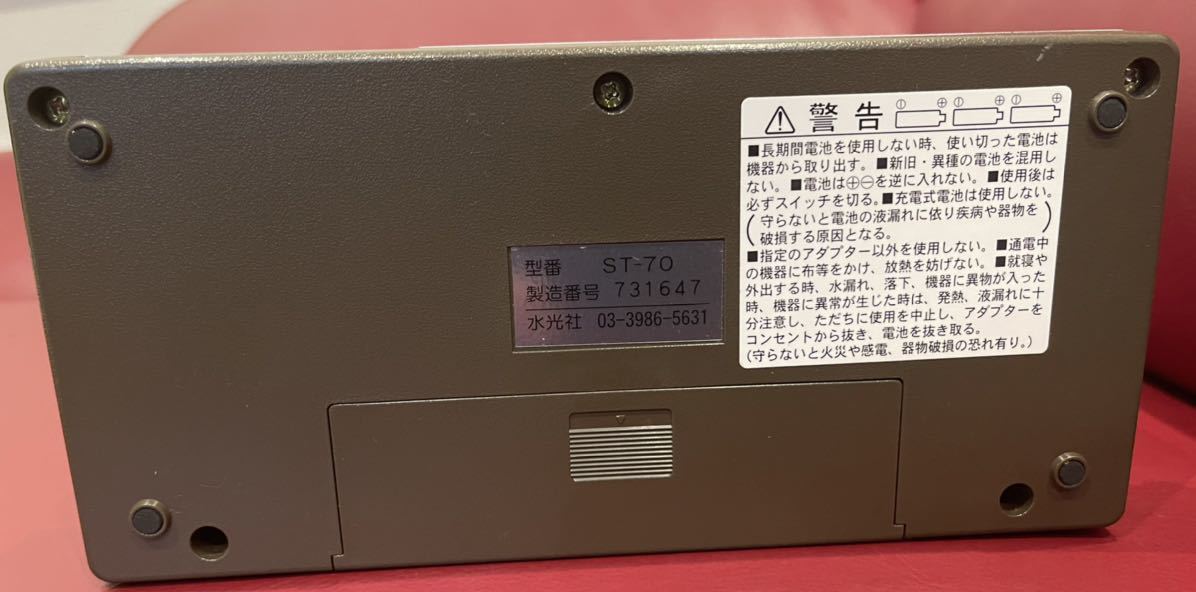 型番 ST-70
製造番号 731647
水光社 03-3986-5631
警告
■長期間電池を使用しない時、使い切った電池は
機器から取り出す。■新旧・異種の電池を混用し
ない。■電池は⊕⊖を逆に入れない。■使用後は
必ずスイッチを切る。■充電式電池は使用しない。
(守らないと電池の液漏れに依り疾病や器物を
破損する原因となる。)
■指定のアダプター以外を使用しない。■通電中
の機器に布等をかけ、放熱を妨げない。■就寝や
外出する時、水漏れ、落下、機器に異物が入った
時、機器に異常が生じた時は、発熱、液漏れに十
分注意し、ただちに使用を中止し、アダプターを
コンセントから抜き、電池を抜き取る。
(守らないと火災や感電、器物破損の恐れ有り。)